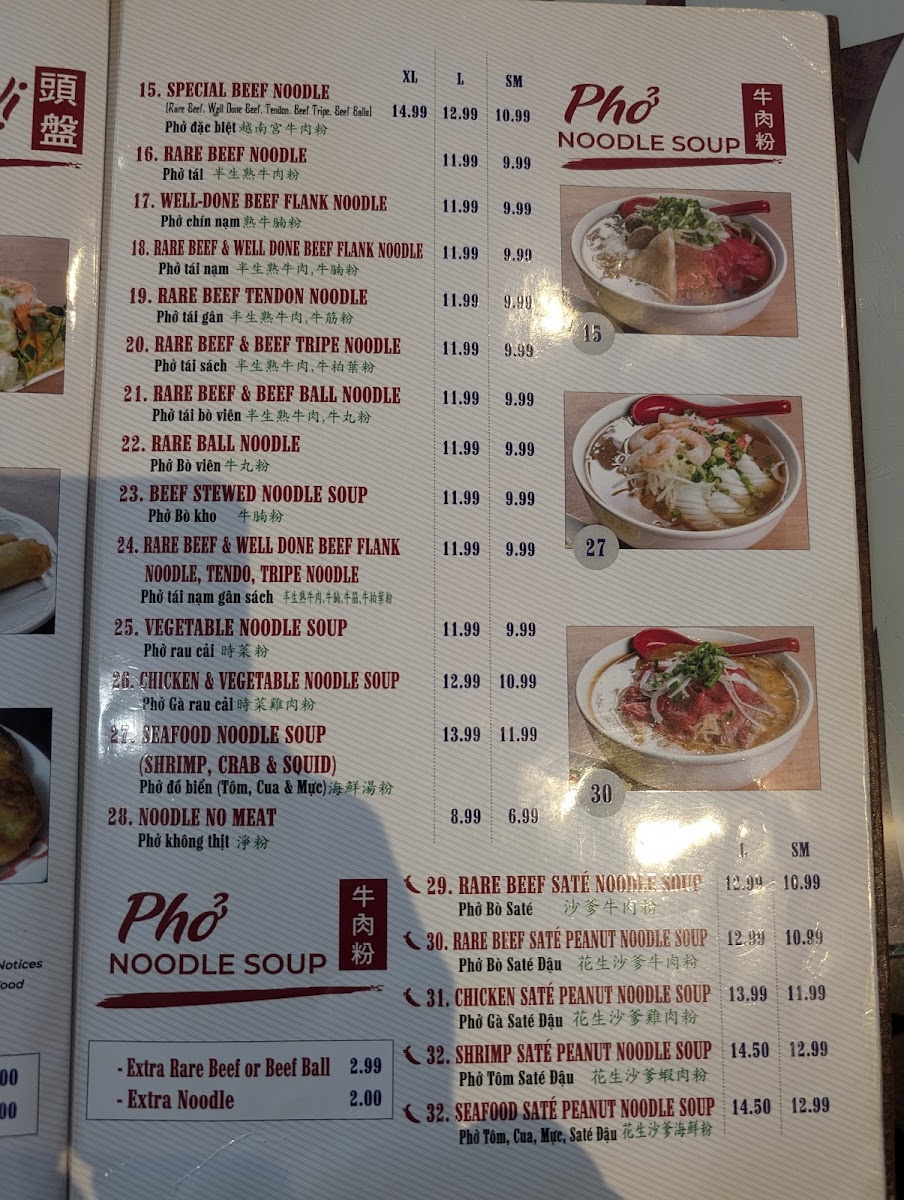 頭盤
XL L SM
15. SPECIAL BEEF NOODLE
(Rare Beef, Well Done Beef, Tendon, Beef Tripe, Beef Balls) 14.99 12.99 10.99
Phở đặc biệt 越南宮牛肉粉
16. RARE BEEF NOODLE 11.99 9.99
Phở tái 半生熟牛肉粉
17. WELL-DONE BEEF FLANK NOODLE 11.99 9.99
Phở chín nạm 熟牛腩粉
18. RARE BEEF & WELL DONE BEEF FLANK NOODLE 11.99 9.99
Phở tái nạm 半生熟牛肉,牛腩粉
19. RARE BEEF TENDON NOODLE 11.99 9.99
Phở tái gân 半生熟牛肉,牛筋粉
20. RARE BEEF & BEEF TRIPE NOODLE 11.99 9.99
Phở tái sách 半生熟牛肉,牛柏葉粉
21. RARE BEEF & BEEF BALL NOODLE 11.99 9.99
Phở tái bò viên 半生熟牛肉,牛丸粉
22. RARE BALL NOODLE 11.99 9.99
Phở Bò viên 牛丸粉
23. BEEF STEWED NOODLE SOUP 11.99 9.99
Phở Bò kho 牛腩粉
24. RARE BEEF & WELL DONE BEEF FLANK 11.99 9.99
NOODLE, TENDO, TRIPE NOODLE
Phở tái nạm gân sách 半生熟牛肉,牛腩,牛筋,牛柏葉粉
25. VEGETABLE NOODLE SOUP 11.99 9.99
Phở rau cải 時菜粉
26. CHICKEN & VEGETABLE NOODLE SOUP 12.99 10.99
Phở Gà rau cải 時菜雞肉粉
27. SEAFOOD NOODLE SOUP 13.99 11.99
(SHRIMP, CRAB & SQUID)
Phở đồ biển (Tôm, Cua & Mực) 海鮮湯粉
28. NOODLE NO MEAT 8.99 6.99
Phở không thịt 淨粉
Phở
NOODLE SOUP
牛肉粉
15
27
30
L SM
29. RARE BEEF SATÉ NOODLE SOUP 12.99 10.99
Phở Bò Saté 沙爹牛肉粉
30. RARE BEEF SATÉ PEANUT NOODLE SOUP 12.99 10.99
Phở Bò Saté Đậu 花生沙爹牛肉粉
31. CHICKEN SATÉ PEANUT NOODLE SOUP 13.99 11.99
Phở Gà Saté Đậu 花生沙爹雞肉粉
32. SHRIMP SATÉ PEANUT NOODLE SOUP 14.50 12.99
Phở Tôm Saté Đậu 花生沙爹蝦肉粉
32. SEAFOOD SATÉ PEANUT NOODLE SOUP 14.50 12.99
Phở Tôm, Cua, Mực, Saté Đậu 花生沙爹海鮮粉
Phở
NOODLE SOUP
牛肉粉
- Extra Rare Beef or Beef Ball 2.99
- Extra Noodle 2.00
Notices
food
00
00